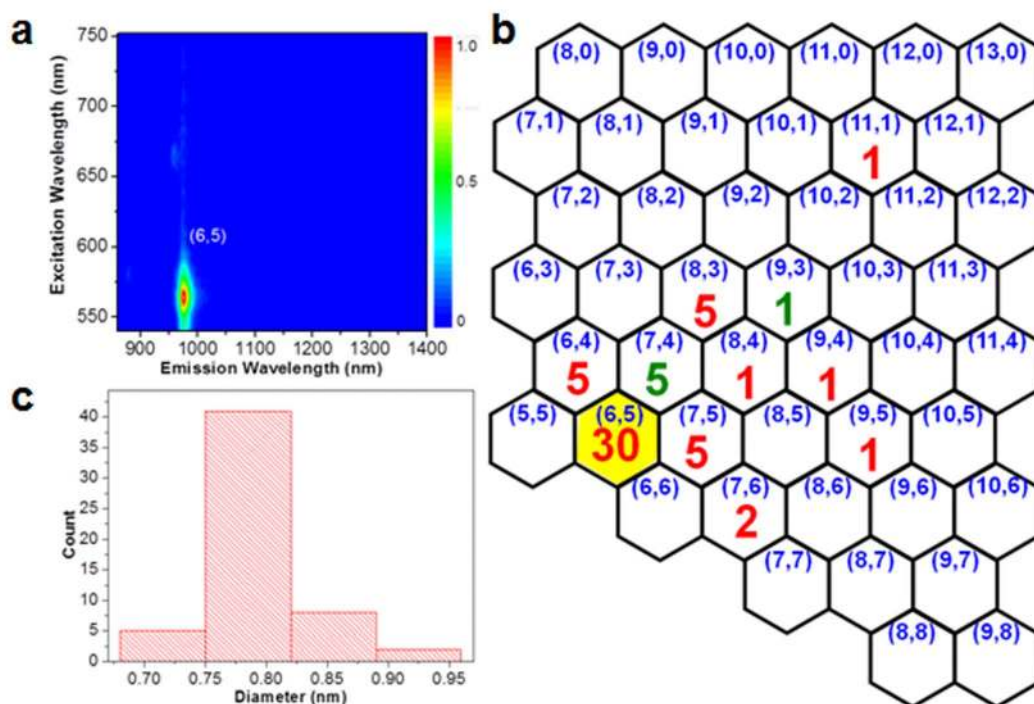 a
Excitation Wavelength (nm)
750
700
650
600
550
(6,5)
900 1000 1100 1200 1300 1400
Emission Wavelength (nm)
1.0
0.5
0
b
(8,0) (9,0) (10,0) (11,0) (12,0) (13,0)
(7,1) (8,1) (9,1) (10,1) (11,1) (12,1)
1
(7,2) (8,2) (9,2) (10,2) (11,2) (12,2)
(6,3) (7,3) (8,3) (9,3) (10,3) (11,3)
5 1
(6,4) (7,4) (8,4) (9,4) (10,4) (11,4)
5 5 1 1
(5,5) (6,5) (7,5) (8,5) (9,5) (10,5)
30 5 1
(6,6) (7,6) (8,6) (9,6) (10,6)
2
(7,7) (8,7) (9,7)
(8,8) (9,8)
c
Count
40
35
30
25
20
15
10
5
0
0.70 0.75 0.80 0.85 0.90 0.95
Diameter (nm)